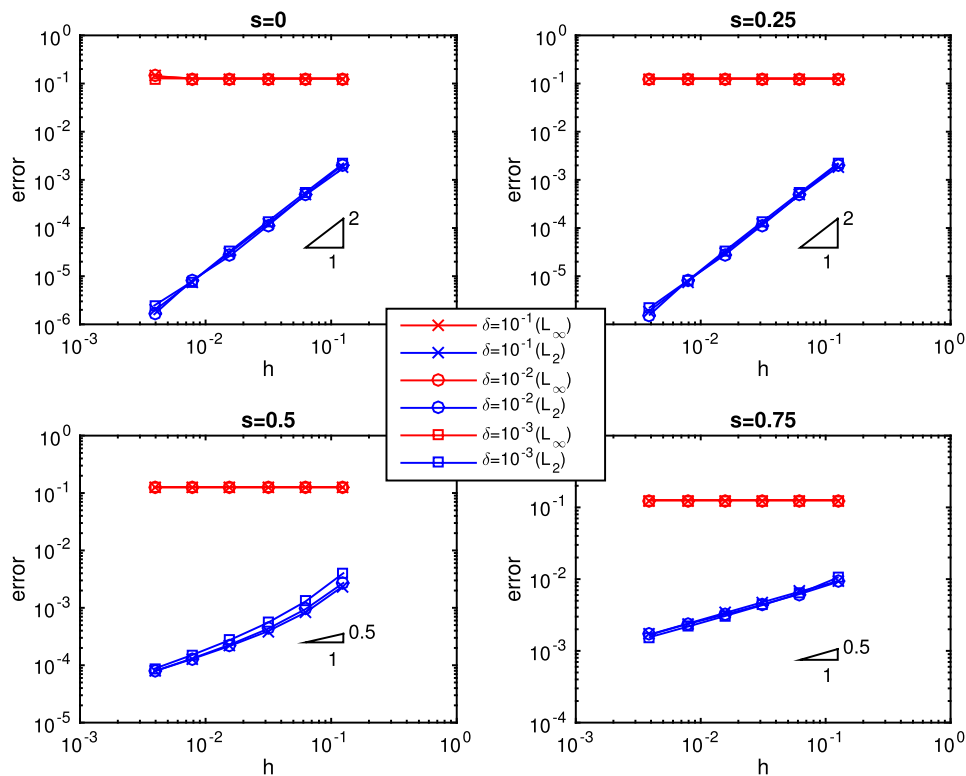 s=0
10^0
10^-1
10^-2
10^-3
10^-4
10^-5
10^-6
error
2
1
10^-3
10^-2
10^-1
10^0
h
s=0.25
10^0
10^-1
10^-2
10^-3
10^-4
10^-5
10^-6
error
2
1
10^-3
10^-2
10^-1
10^0
h
δ=10^-1(L_∞)
δ=10^-1(L_2)
δ=10^-2(L_∞)
δ=10^-2(L_2)
δ=10^-3(L_∞)
δ=10^-3(L_2)
s=0.5
10^0
10^-1
10^-2
10^-3
10^-4
10^-5
error
0.5
1
10^-3
10^-2
10^-1
10^0
h
s=0.75
10^0
10^-1
10^-2
10^-3
10^-4
error
0.5
1
10^-3
10^-2
10^-1
10^0
h